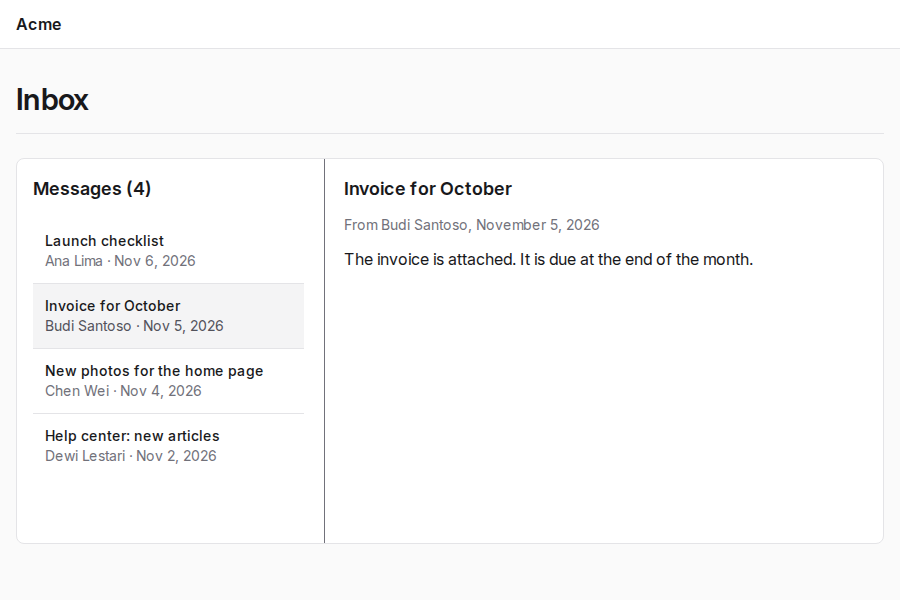 Acme
Inbox
Messages (4)
Launch checklist
Ana Lima · Nov 6, 2026
Invoice for October
Budi Santoso · Nov 5, 2026
New photos for the home page
Chen Wei · Nov 4, 2026
Help center: new articles
Dewi Lestari · Nov 2, 2026
Invoice for October
From Budi Santoso, November 5, 2026
The invoice is attached. It is due at the end of the month.